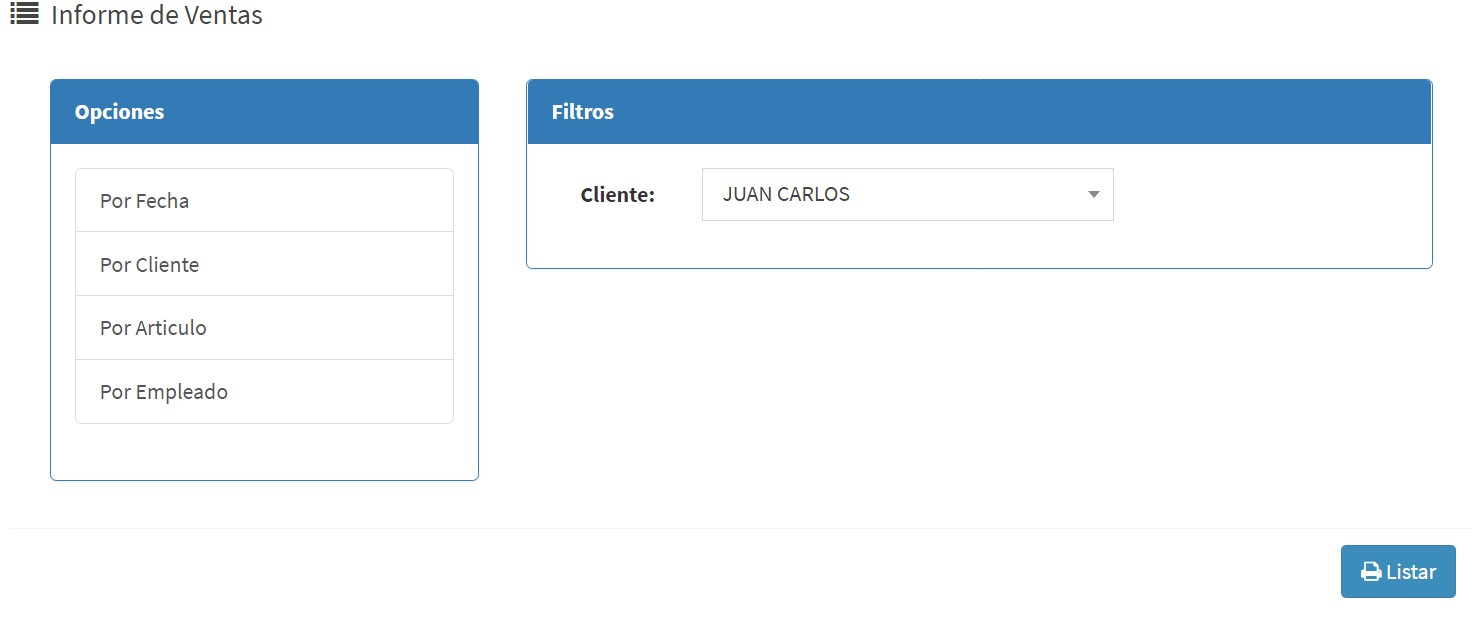 Informe de Ventas
Opciones
Por Fecha
Por Cliente
Por Articulo
Por Empleado
Filtros
Cliente: JUAN CARLOS
Listar